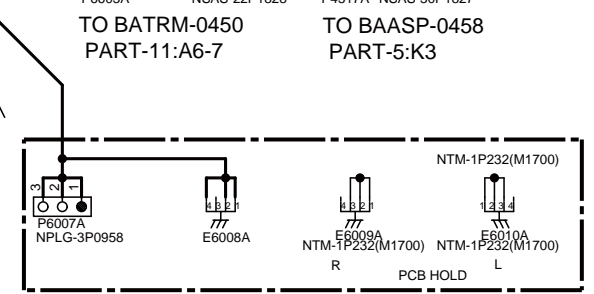 TO BATRM-0450
PART-11:A6-7
TO BAASP-0458
PART-5:K3
NTM-1P232(M1700)
3 2 1
P6007A
NPLG-3P0958
4 3 2 1
E6008A
4 3 2 1
E6009A
NTM-1P232(M1700)
R
1 2 3 4
E6010A
NTM-1P232(M1700)
L
PCB HOLD